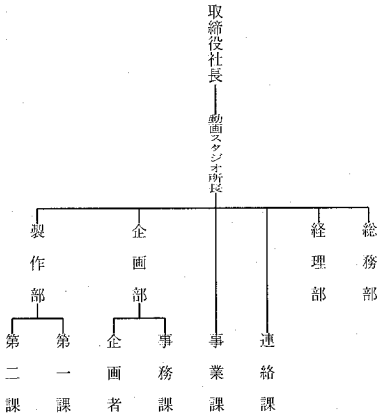 取締役社長
動画スタジオ所長
総務部
経理部
連絡課
事業課
企画部
事務課
企画者
製作部
第一課
第二課